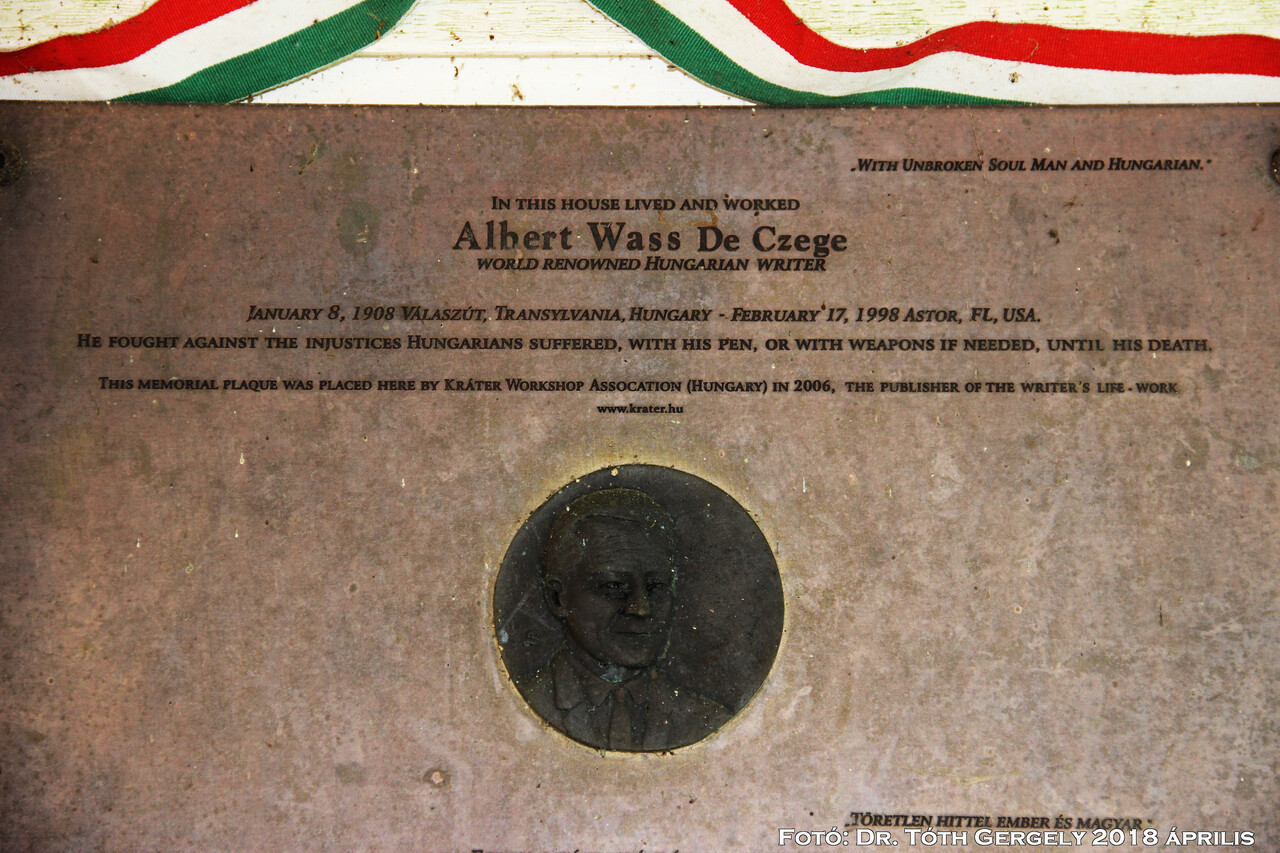 „With Unbroken Soul Man and Hungarian.”
In this house lived and worked
Albert Wass De Czege
world renowned Hungarian writer
January 8, 1908 Válaszút, Transylvania, Hungary - February 17, 1998 Astor, FL, USA.
He fought against the injustices Hungarians suffered, with his pen, or with weapons if needed, until his death.
This memorial plaque was placed here by Kráter Workshop Assocation (Hungary) in 2006, the publisher of the writer's life - work
www.krater.hu
„Töretlen hittel ember és magyar”
Fotó: Dr. Tóth Gergely 2018 április